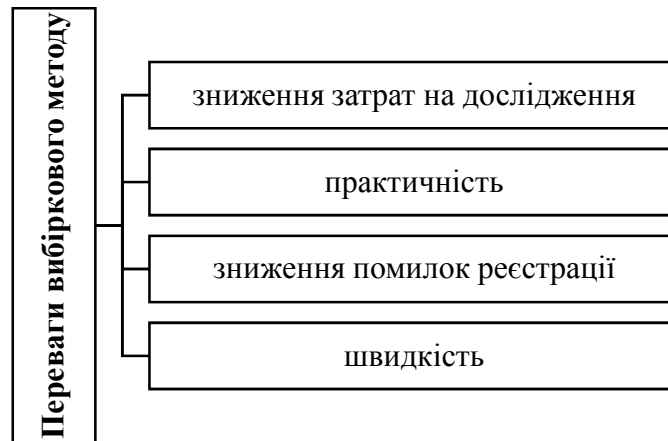 Переваги вибіркового методу
зниження затрат на дослідження
практичність
зниження помилок реєстрації
швидкість